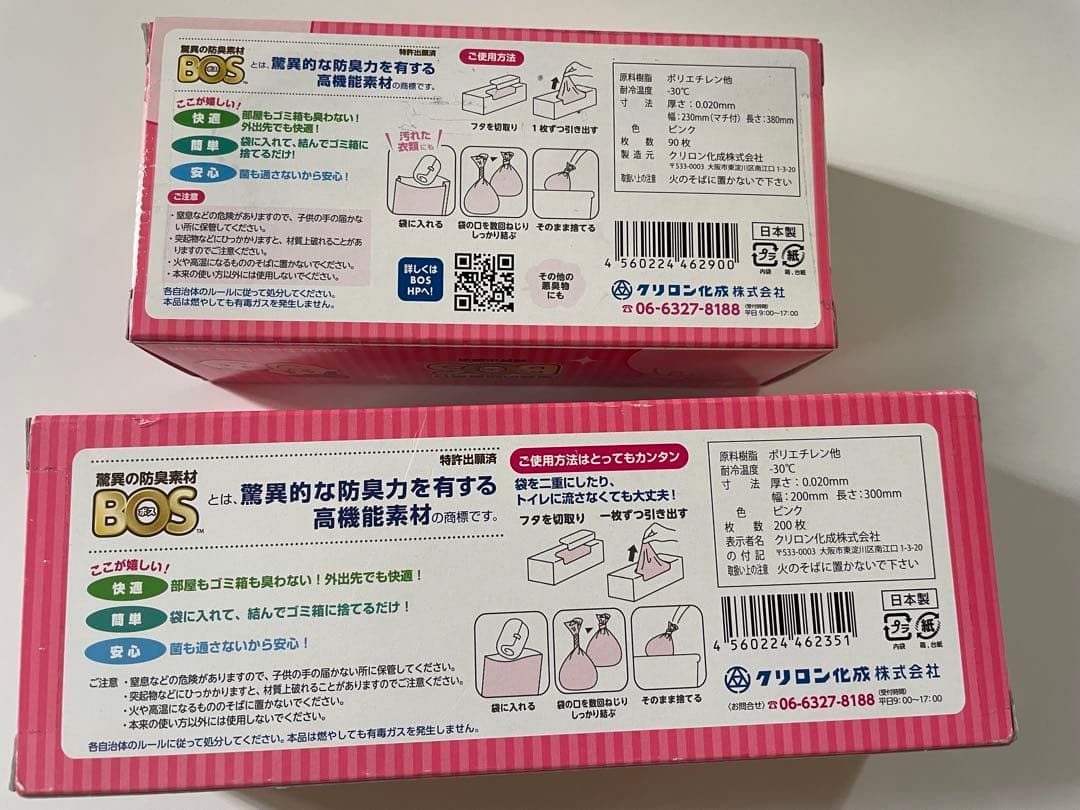 驚異の防臭素材
BOS
ボス
™
とは、驚異的な防臭力を有する
高機能素材の商標です。
特許出願済
ここが嬉しい!
快適
部屋もゴミ箱も臭わない!
外出先でも快適!
簡単
袋に入れて、結んでゴミ箱に
捨てるだけ!
安心
菌も通さないから安心!
ご注意
・窒息などの危険がありますので、子供の手の届かな
い所に保管してください。
・突起物などにひっかかりますと、材質上破れることがあ
りますのでご注意ください。
・火や高温になるもののそばに置かないでください。
・本来の使い方以外には使用しないでください。
各自治体のルールに従って処分してください。
本品は燃やしても有毒ガスを発生しません。
ご使用方法
フタを切取り
1枚ずつ引き出す
汚れた
衣類にも
袋に入れる
袋の口を数回ねじり
しっかり結ぶ
そのまま捨てる
詳しくは
BOS
HPへ!
その他の
悪臭物
にも
原料樹脂 ポリエチレン他
耐冷温度 -30℃
寸法 厚さ:0.020mm
幅:230mm(マチ付) 長さ:380mm
色 ピンク
枚数 90枚
製造元 クリロン化成株式会社
〒533-0003 大阪市東淀川区南江口1-3-20
取扱い上の注意 火のそばに置かないで下さい
4 560224 462900
日本製
プラ
内袋
紙
箱、台紙
クリロン化成株式会社
☎06-6327-8188
(受付時間)
平日 9:00~17:00
驚異の防臭素材
BOS
ボス
™
とは、驚異的な防臭力を有する
高機能素材の商標です。
特許出願済
ここが嬉しい!
快適
部屋もゴミ箱も臭わない!外出先でも快適!
簡単
袋に入れて、結んでゴミ箱に捨てるだけ!
安心
菌も通さないから安心!
ご注意 ・窒息などの危険がありますので、子供の手の届かない所に保管してください。
・突起物などにひっかかりますと、材質上破れることがありますのでご注意ください。
・火や高温になるもののそばに置かないでください。
・本来の使い方以外には使用しないでください。
各自治体のルールに従って処分してください。本品は燃やしても有毒ガスを発生しません。
ご使用方法はとってもカンタン
袋を二重にしたり、
トイレに流さなくても大丈夫!
フタを切取り
一枚ずつ引き出す
袋に入れる
袋の口を数回ねじり
しっかり結ぶ
そのまま捨てる
原料樹脂 ポリエチレン他
耐冷温度 -30℃
寸法 厚さ:0.020mm
幅:200mm 長さ:300mm
色 ピンク
枚数 200枚
表示者名 クリロン化成株式会社
の付記 〒533-0003 大阪市東淀川区南江口 1-3-20
取扱い上の注意 火のそばに置かないで下さい
4 560224 462351
日本製
プラ
内袋
紙
箱、台紙
クリロン化成株式会社
〈お問合せ〉☎06-6327-8188
(受付時間)
平日9:00~17:00